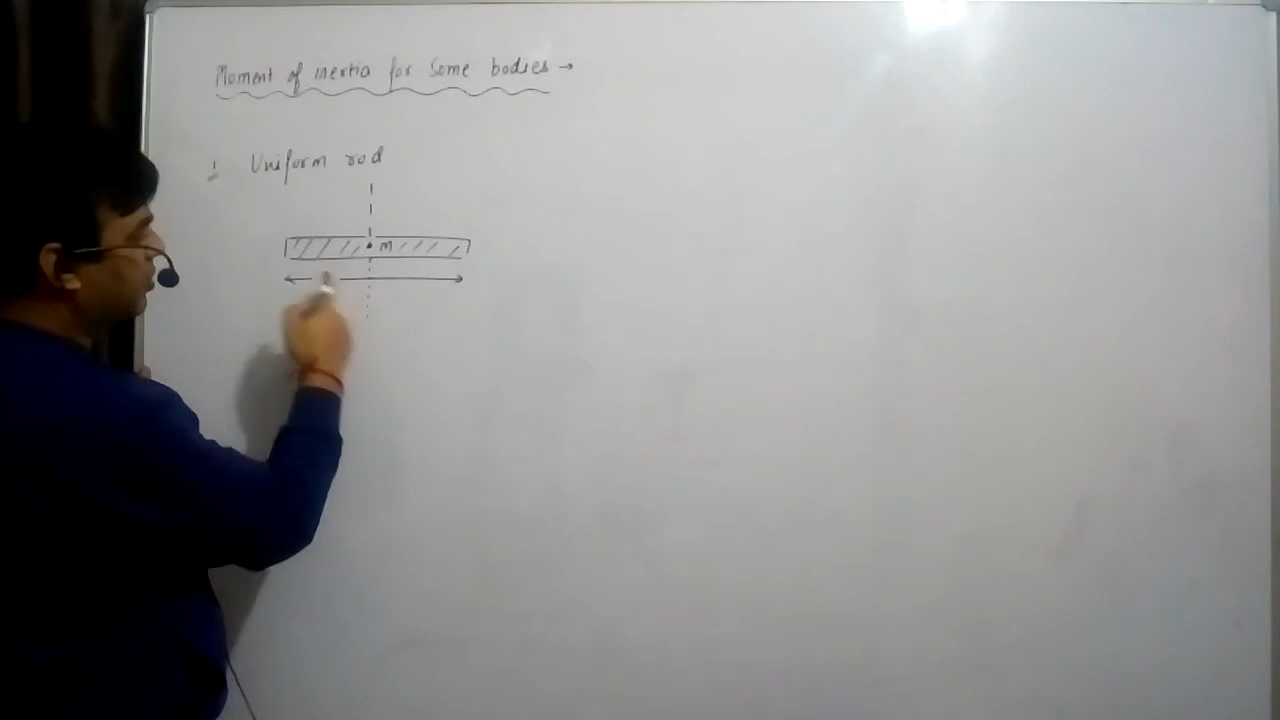 Moment of inertia for some bodies →
1 Uniform rod
m